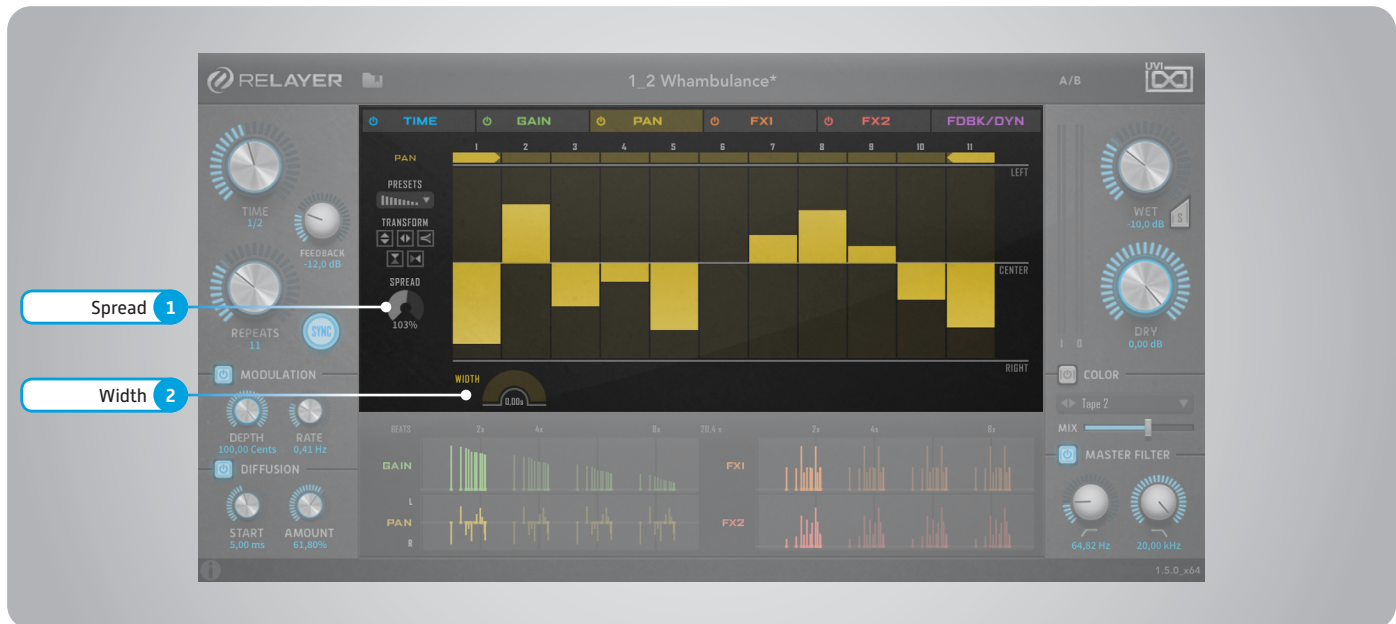 RELAYER
1_2 Whambulance*
A/B
UVI
TIME
GAIN
PAN
FX1
FX2
FDBK/DYN
PAN
1 2 3 4 5 6 7 8 9 10 11
LEFT
CENTER
RIGHT
PRESETS
TRANSFORM
SPREAD
103%
WIDTH
0,00s
Spread 1
Width 2
TIME
1/2
FEEDBACK
-12,0 dB
REPEATS
11
SYNC
MODULATION
DEPTH
100,00 Cents
RATE
0,41 Hz
DIFFUSION
START
5,00 ms
AMOUNT
61,80%
BEATS 2x 4x 8x 20.4 s 2x 4x 8x
GAIN
L
PAN
R
FX1
FX2
WET
-10,0 dB
S
DRY
0,00 dB
I O
COLOR
Tape 2
MIX
MASTER FILTER
64,82 Hz
20,00 kHz
1.5.0_x64